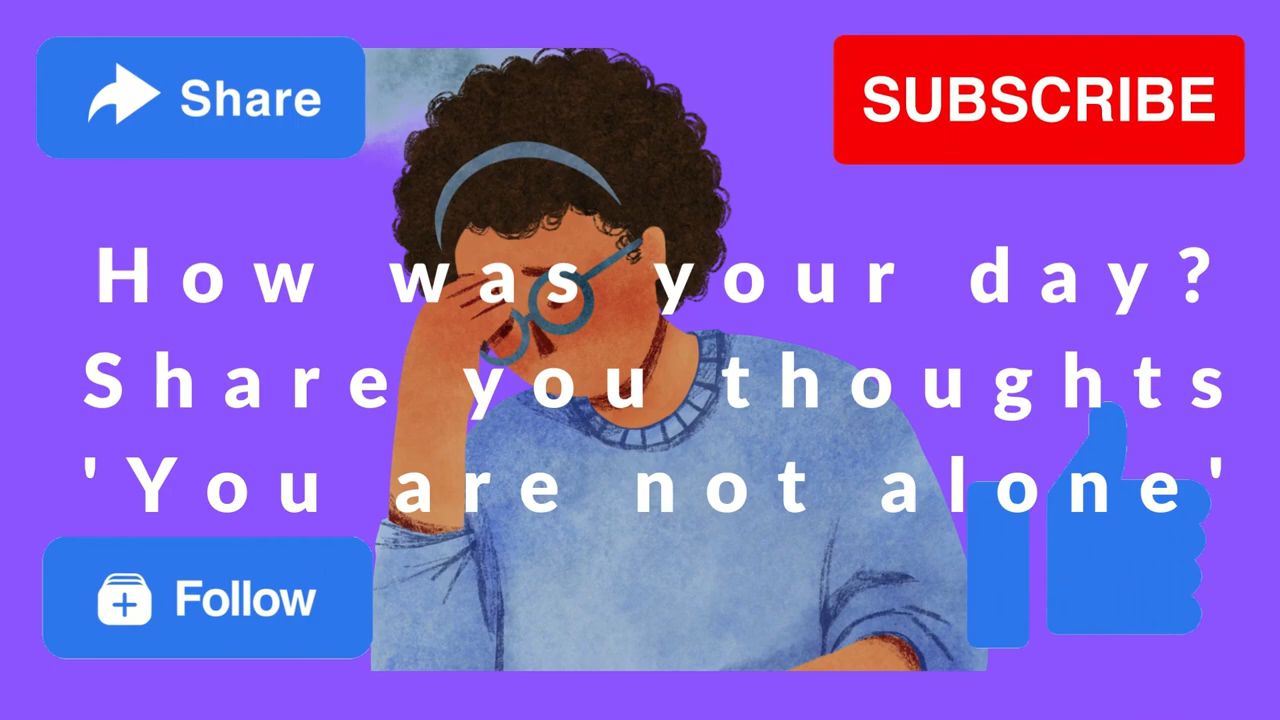 Share
SUBSCRIBE
How was your day?
Share you thoughts
'You are not alone'
Follow